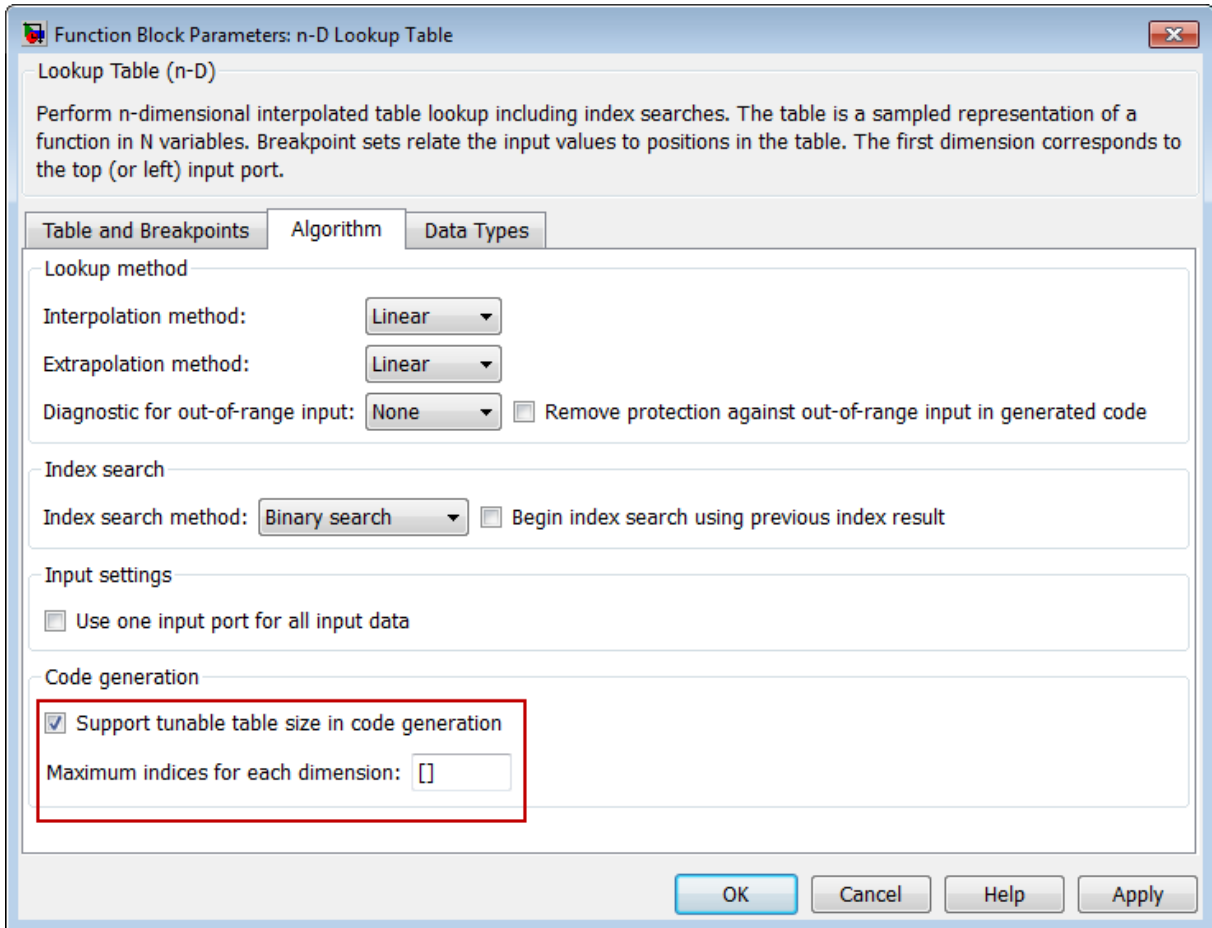 Function Block Parameters: n-D Lookup Table
Lookup Table (n-D)
Perform n-dimensional interpolated table lookup including index searches. The table is a sampled representation of a
function in N variables. Breakpoint sets relate the input values to positions in the table. The first dimension corresponds to
the top (or left) input port.
Table and Breakpoints Algorithm Data Types
Lookup method
Interpolation method: Linear
Extrapolation method: Linear
Diagnostic for out-of-range input: None Remove protection against out-of-range input in generated code
Index search
Index search method: Binary search Begin index search using previous index result
Input settings
Use one input port for all input data
Code generation
Support tunable table size in code generation
Maximum indices for each dimension: []
OK Cancel Help Apply